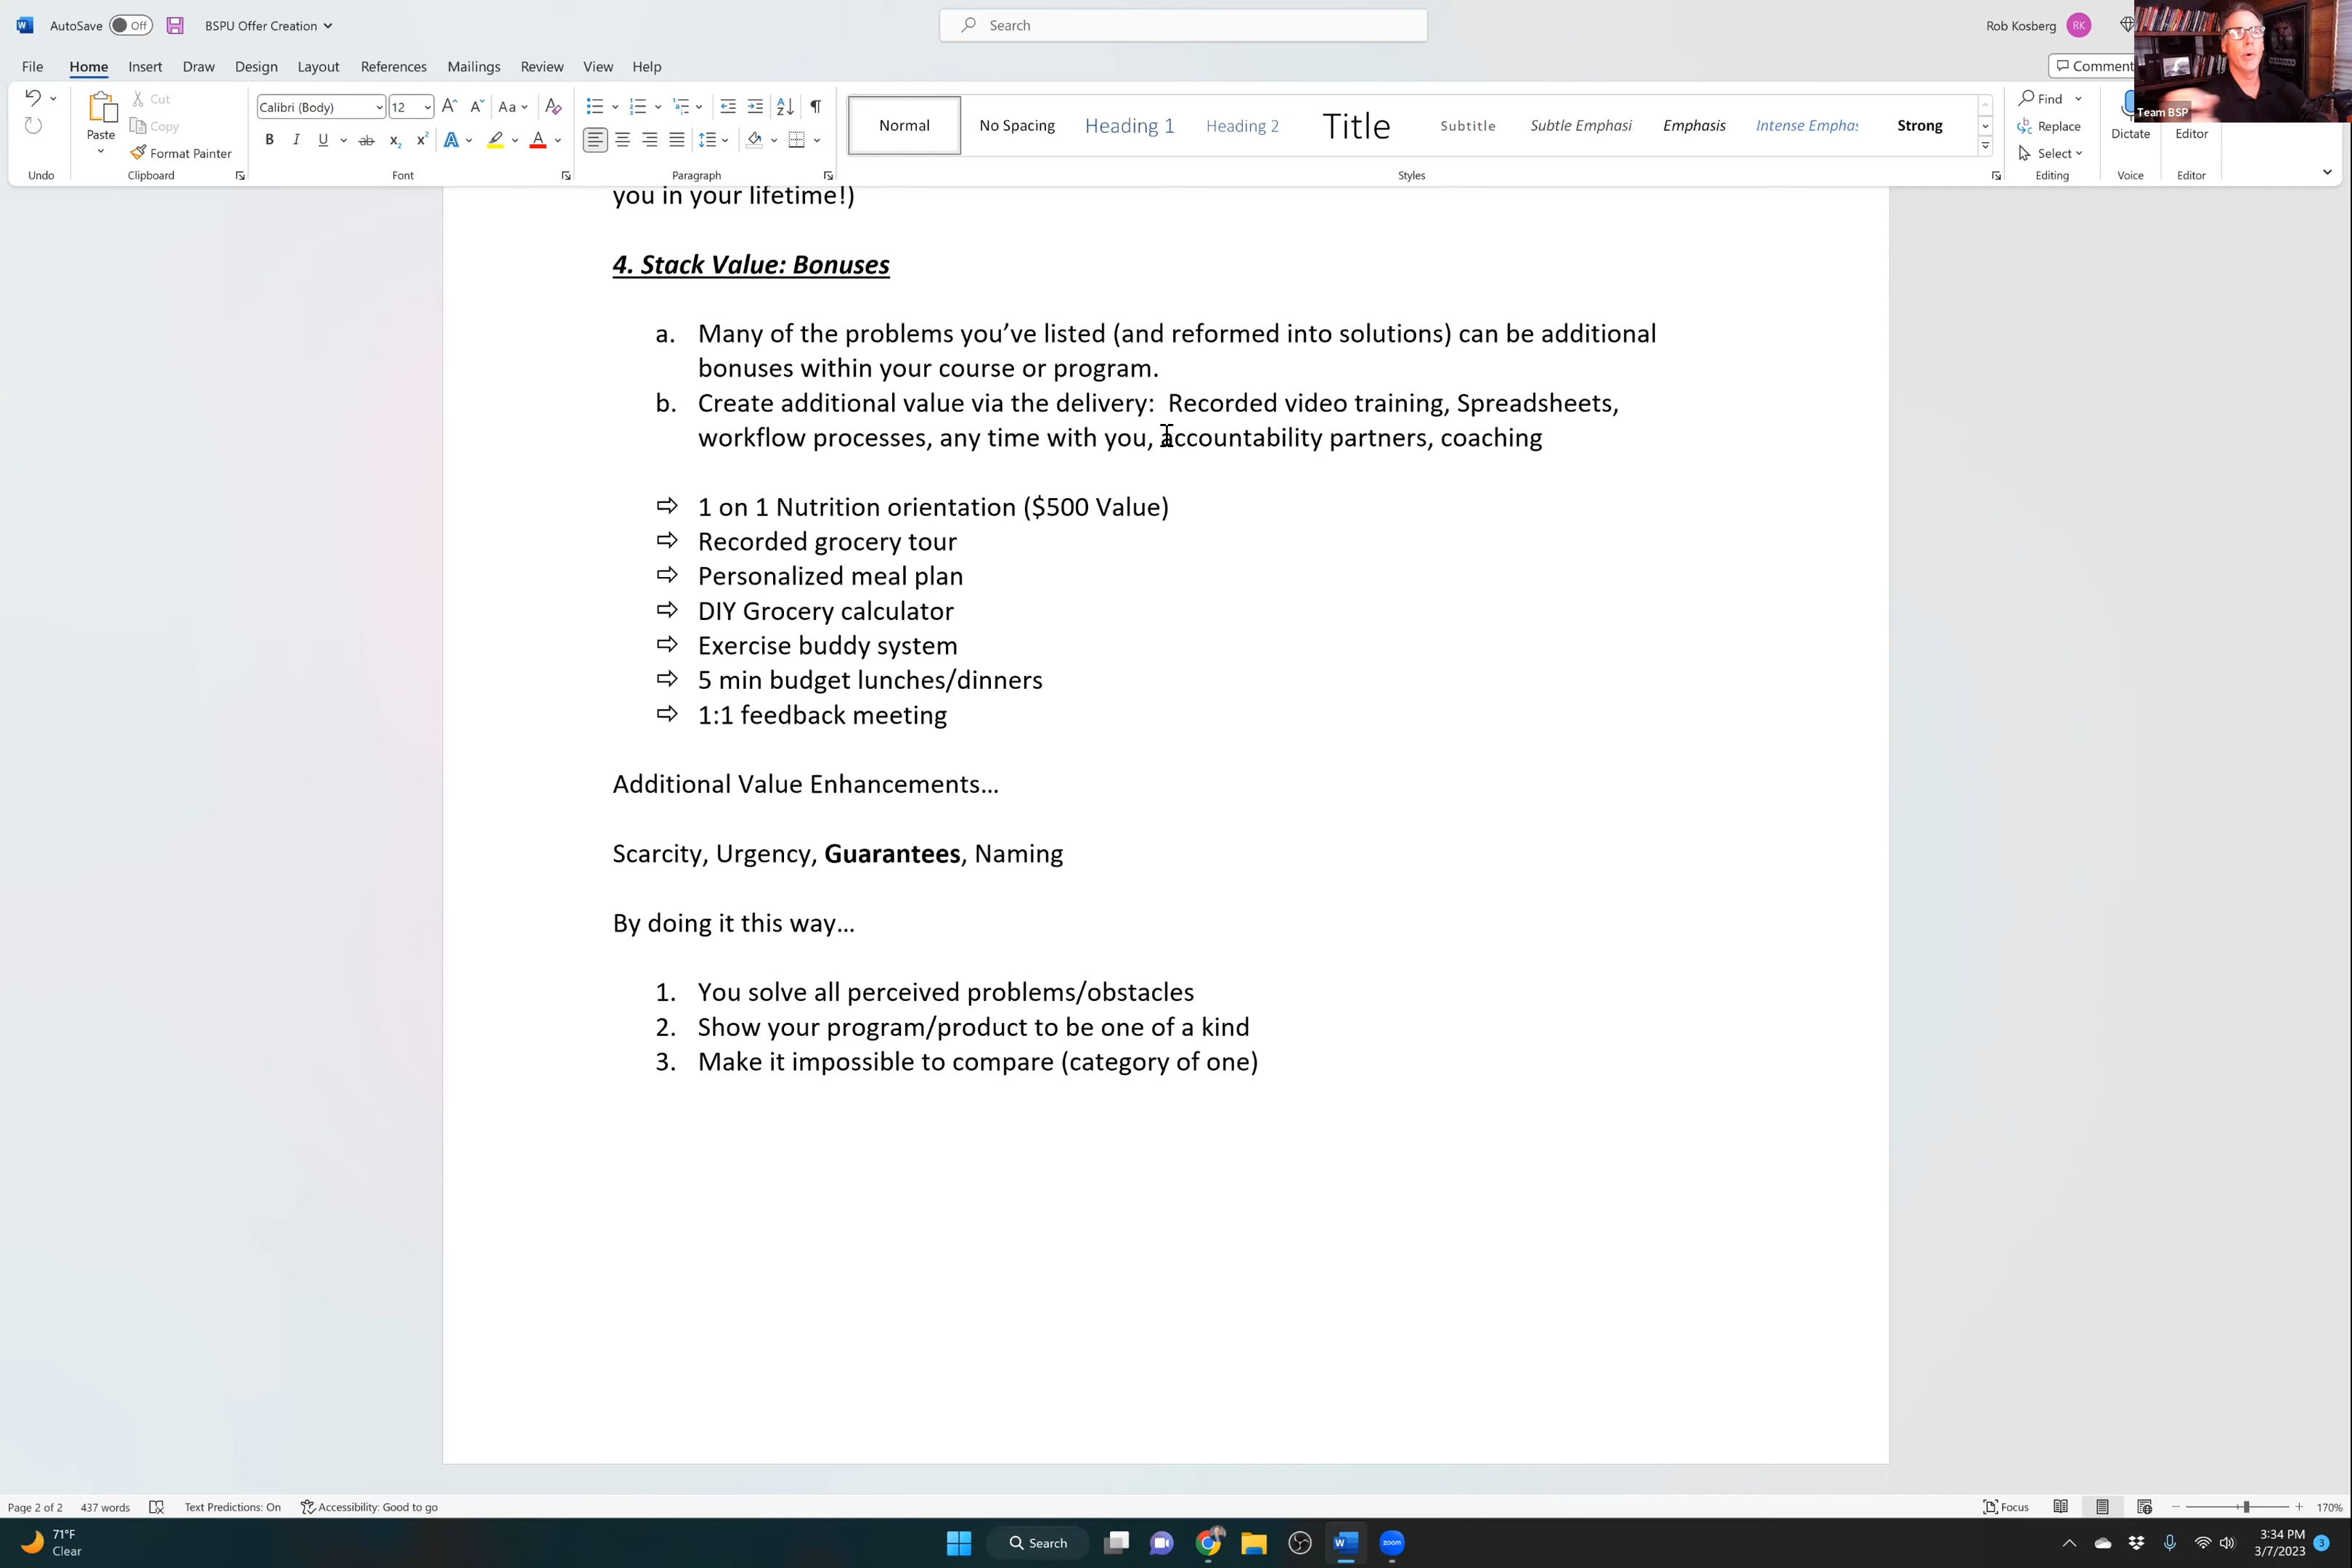 AutoSave Off BSPU Offer Creation Search Rob Kosberg RK
File Home Insert Draw Design Layout References Mailings Review View Help Comment
Team BSP
Calibri (Body) 12
Paste Cut Copy Format Painter
Normal No Spacing Heading 1 Heading 2 Title Subtitle Subtle Emphasi Emphasis Intense Empha: Strong
Find Replace Select Dictate Editor
Undo Clipboard Font Paragraph Styles Editing Voice Editor
you in your lifetime!)
4. Stack Value: Bonuses
a. Many of the problems you’ve listed (and reformed into solutions) can be additional
bonuses within your course or program.
b. Create additional value via the delivery:  Recorded video training, Spreadsheets,
workflow processes, any time with you, accountability partners, coaching
⇨ 1 on 1 Nutrition orientation ($500 Value)
⇨ Recorded grocery tour
⇨ Personalized meal plan
⇨ DIY Grocery calculator
⇨ Exercise buddy system
⇨ 5 min budget lunches/dinners
⇨ 1:1 feedback meeting
Additional Value Enhancements…
Scarcity, Urgency, Guarantees, Naming
By doing it this way…
1. You solve all perceived problems/obstacles
2. Show your program/product to be one of a kind
3. Make it impossible to compare (category of one)
Page 2 of 2 437 words Text Predictions: On Accessibility: Good to go Focus 170%
71°F
Clear
Search
zoom
3:34 PM
3/7/2023
3